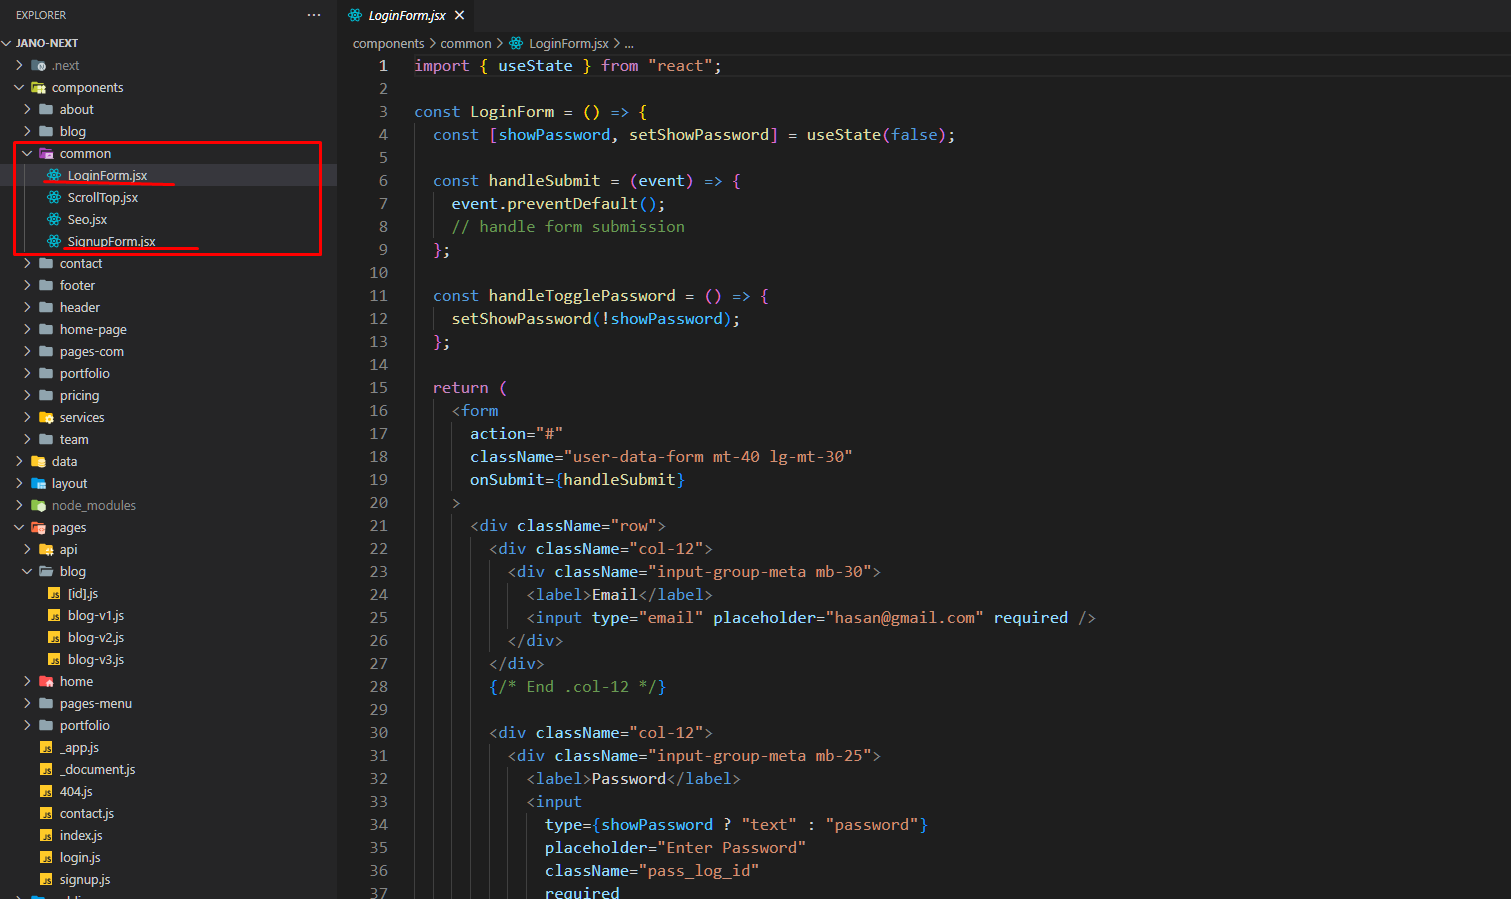 EXPLORER
JANO-NEXT
.next
components
about
blog
common
LoginForm.jsx
ScrollTop.jsx
Seo.jsx
SignupForm.jsx
contact
footer
header
home-page
pages-com
portfolio
pricing
services
team
data
layout
node_modules
pages
api
blog
[id].js
blog-v1.js
blog-v2.js
blog-v3.js
home
pages-menu
portfolio
_app.js
_document.js
404.js
contact.js
index.js
login.js
signup.js
LoginForm.jsx
components > common > LoginForm.jsx > ...
1 import { useState } from "react";
2
3 const LoginForm = () => {
4 const [showPassword, setShowPassword] = useState(false);
5
6 const handleSubmit = (event) => {
7 event.preventDefault();
8 // handle form submission
9 };
10
11 const handleTogglePassword = () => {
12 setShowPassword(!showPassword);
13 };
14
15 return (
16 <form
17 action="#"
18 className="user-data-form mt-40 lg-mt-30"
19 onSubmit={handleSubmit}
20 >
21 <div className="row">
22 <div className="col-12">
23 <div className="input-group-meta mb-30">
24 <label>Email</label>
25 <input type="email" placeholder="hasan@gmail.com" required />
26 </div>
27 </div>
28 {/* End .col-12 */}
29
30 <div className="col-12">
31 <div className="input-group-meta mb-25">
32 <label>Password</label>
33 <input
34 type={showPassword ? "text" : "password"}
35 placeholder="Enter Password"
36 className="pass_log_id"
37 required